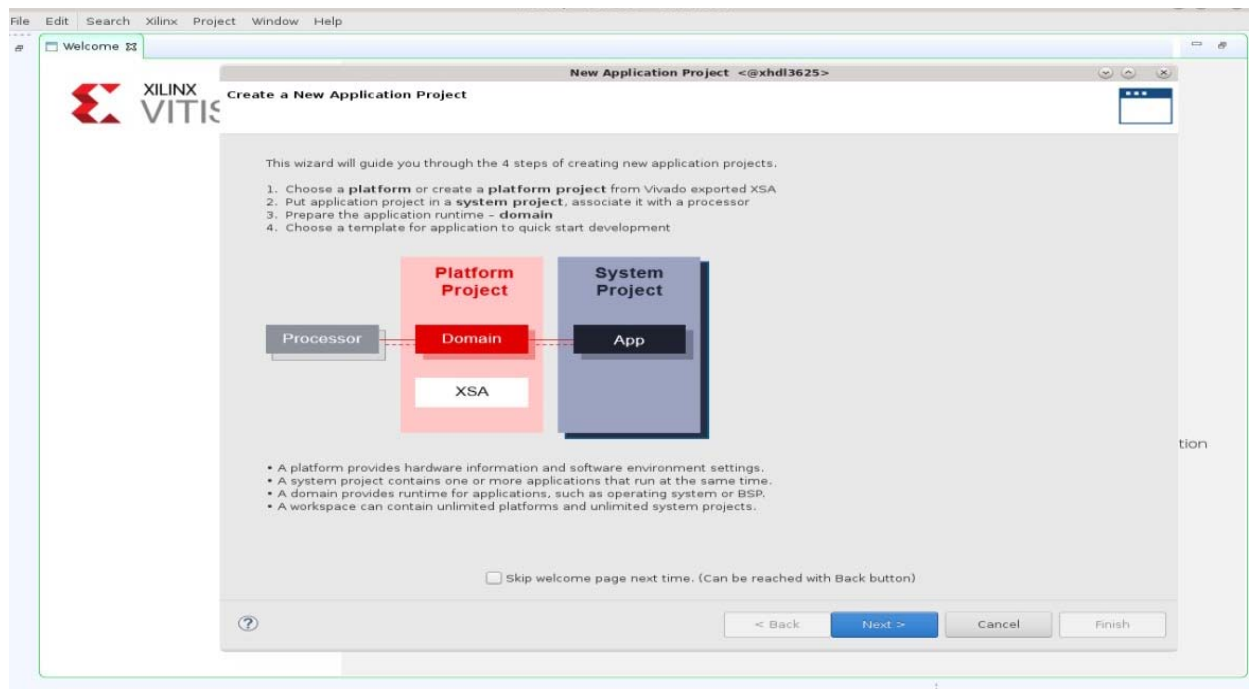 File Edit Search Xilinx Project Window Help
Welcome
New Application Project <@xhdl3625>
XILINX
VITIS
Create a New Application Project
This wizard will guide you through the 4 steps of creating new application projects.
1. Choose a platform or create a platform project from Vivado exported XSA
2. Put application project in a system project, associate it with a processor
3. Prepare the application runtime – domain
4. Choose a template for application to quick start development
Platform
Project
System
Project
Processor
Domain
App
XSA
tion
• A platform provides hardware information and software environment settings.
• A system project contains one or more applications that run at the same time.
• A domain provides runtime for applications, such as operating system or BSP.
• A workspace can contain unlimited platforms and unlimited system projects.
Skip welcome page next time. (Can be reached with Back button)
? < Back Next > Cancel Finish